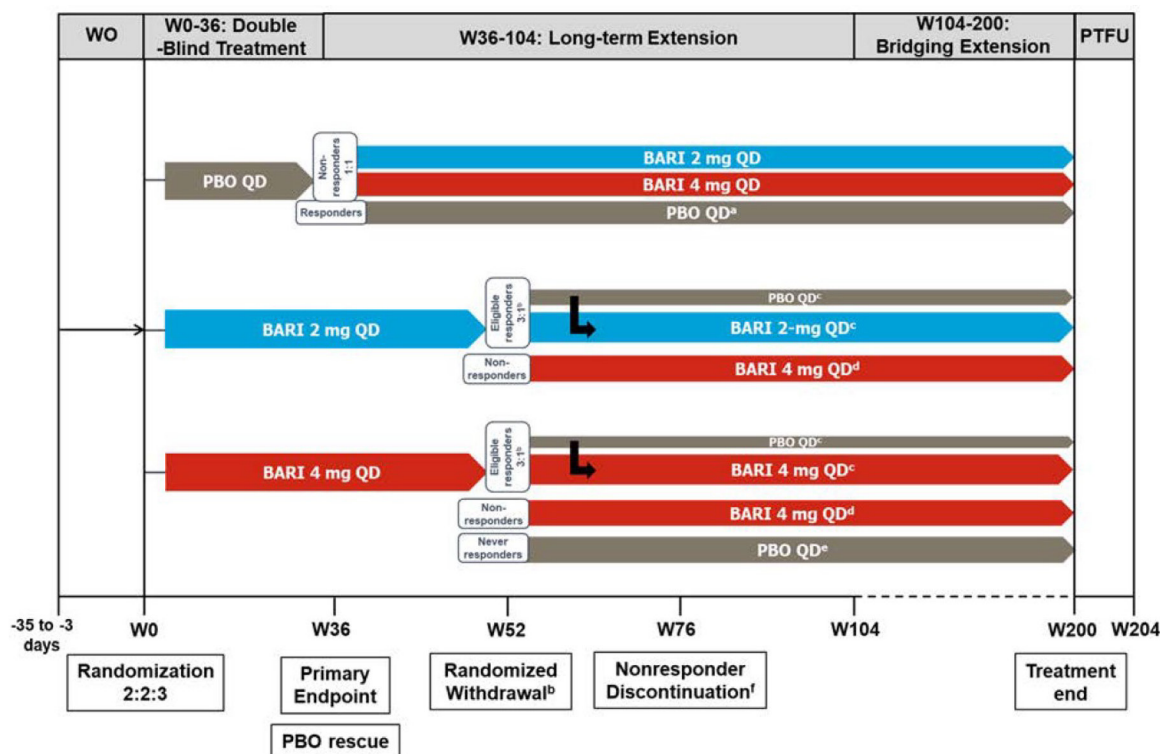 WO
W0-36: Double
-Blind Treatment
W36-104: Long-term Extension
W104-200:
Bridging Extension
PTFU
PBO QD
Non-
responders
1:1
Responders
BARI 2 mg QD
BARI 4 mg QD
PBO QDᵃ
BARI 2 mg QD
Eligible
responders
3:1ᵇ
Non-
responders
PBO QDᶜ
BARI 2-mg QDᶜ
BARI 4 mg QDᵈ
BARI 4 mg QD
Eligible
responders
3:1ᵇ
Non-
responders
Never
responders
PBO QDᶜ
BARI 4 mg QDᶜ
BARI 4 mg QDᵈ
PBO QDᵉ
-35 to -3
days
W0
W36
W52
W76
W104
W200
W204
Randomization
2:2:3
Primary
Endpoint
PBO rescue
Randomized
Withdrawalᵇ
Nonresponder
Discontinuationᶠ
Treatment
end